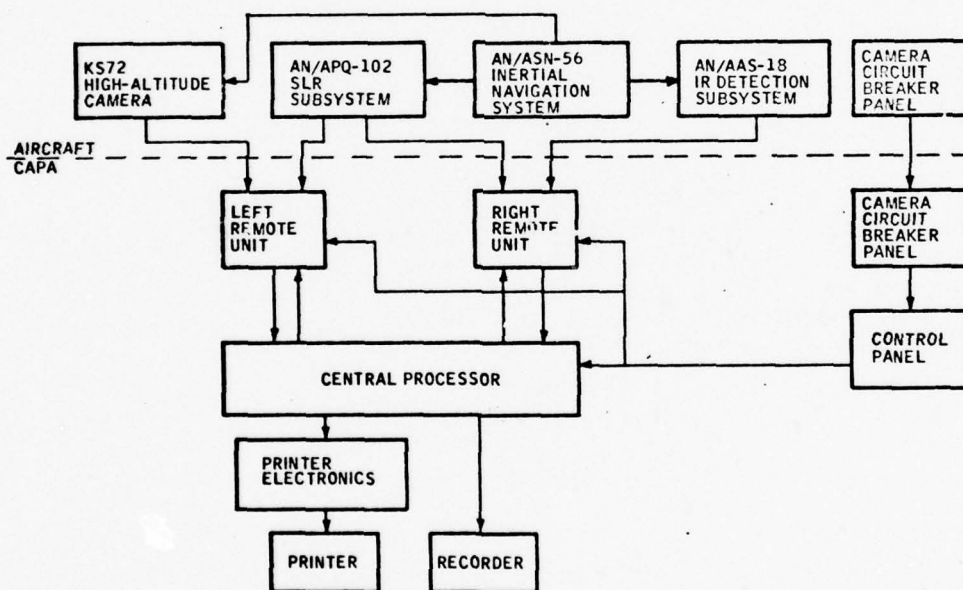 KS72
HIGH-ALTITUDE
CAMERA
AN/APQ-102
SLR
SUBSYSTEM
AN/ASN-56
INERTIAL
NAVIGATION
SYSTEM
AN/AAS-18
IR DETECTION
SUBSYSTEM
CAMERA
CIRCUIT
BREAKER
PANEL
AIRCRAFT
CAPA
LEFT
REMOTE
UNIT
RIGHT
REMOTE
UNIT
CAMERA
CIRCUIT
BREAKER
PANEL
CONTROL
PANEL
CENTRAL PROCESSOR
PRINTER
ELECTRONICS
PRINTER
RECORDER